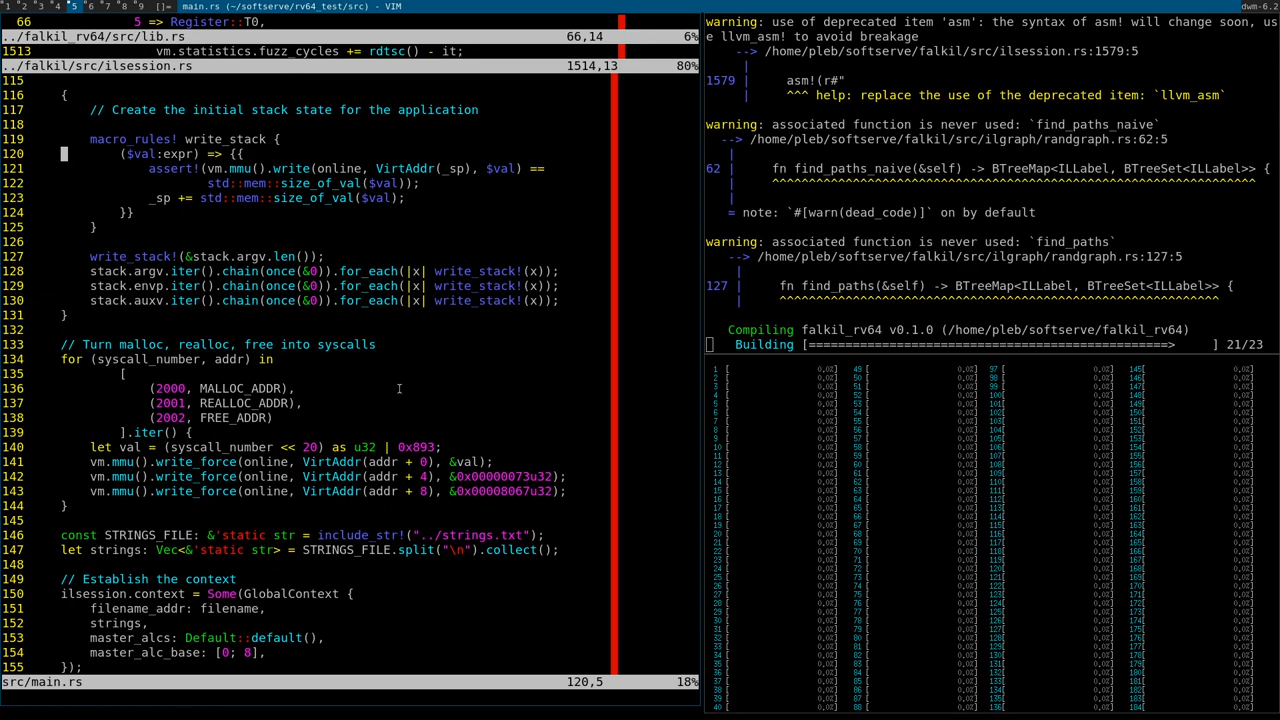 1 2 3 4 5 6 7 8 9 []= main.rs (~/softserve/rv64_test/src) - VIM
dwm-6.2
66 5 => Register::T0,
../falkil_rv64/src/lib.rs 66,14 6%
1513 vm.statistics.fuzz_cycles += rdtsc() - it;
../falkil/src/ilsession.rs 1514,13 80%
115
116 {
117 // Create the initial stack state for the application
118
119 macro_rules! write_stack {
120 ($val:expr) => {{
121 assert!(vm.mmu().write(online, VirtAddr(_sp), $val) ==
122 std::mem::size_of_val($val));
123 _sp += std::mem::size_of_val($val);
124 }}
125 }
126
127 write_stack!(&stack.argv.len());
128 stack.argv.iter().chain(once(&0)).for_each(|x| write_stack!(x));
129 stack.envp.iter().chain(once(&0)).for_each(|x| write_stack!(x));
130 stack.auxv.iter().chain(once(&0)).for_each(|x| write_stack!(x));
131 }
132
133 // Turn malloc, realloc, free into syscalls
134 for (syscall_number, addr) in
135 [
136 (2000, MALLOC_ADDR),
137 (2001, REALLOC_ADDR),
138 (2002, FREE_ADDR)
139 ].iter() {
140 let val = (syscall_number << 20) as u32 | 0x893;
141 vm.mmu().write_force(online, VirtAddr(addr + 0), &val);
142 vm.mmu().write_force(online, VirtAddr(addr + 4), &0x00000073u32);
143 vm.mmu().write_force(online, VirtAddr(addr + 8), &0x00008067u32);
144 }
145
146 const STRINGS_FILE: &'static str = include_str!("../strings.txt");
147 let strings: Vec<&'static str> = STRINGS_FILE.split("\n").collect();
148
149 // Establish the context
150 ilsession.context = Some(GlobalContext {
151 filename_addr: filename,
152 strings,
153 master_alcs: Default::default(),
154 master_alc_base: [0; 8],
155 });
src/main.rs 120,5 18%
warning: use of deprecated item 'asm': the syntax of asm! will change soon, us
e llvm_asm! to avoid breakage
--> /home/pleb/softserve/falkil/src/ilsession.rs:1579:5
|
1579 | asm!(r#"
| ^^^ help: replace the use of the deprecated item: `llvm_asm`
warning: associated function is never used: `find_paths_naive`
--> /home/pleb/softserve/falkil/src/ilgraph/randgraph.rs:62:5
|
62 | fn find_paths_naive(&self) -> BTreeMap<ILLabel, BTreeSet<ILLabel>> {
| ^^^^^^^^^^^^^^^^^^^^^^^^^^^^^^^^^^^^^^^^^^^^^^^^^^^^^^^^^^^^^^^^^^
|
= note: `#[warn(dead_code)]` on by default
warning: associated function is never used: `find_paths`
--> /home/pleb/softserve/falkil/src/ilgraph/randgraph.rs:127:5
|
127 | fn find_paths(&self) -> BTreeMap<ILLabel, BTreeSet<ILLabel>> {
| ^^^^^^^^^^^^^^^^^^^^^^^^^^^^^^^^^^^^^^^^^^^^^^^^^^^^^^^^^^^^
Compiling falkil_rv64 v0.1.0 (/home/pleb/softserve/falkil_rv64)
Building [=================================================> ] 21/23